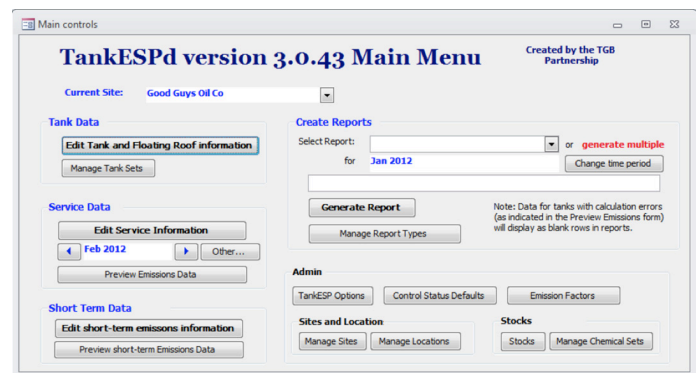 Main controls
TankESPd version 3.0.43 Main Menu
Created by the TGB
Partnership
Current Site: Good Guys Oil Co
Tank Data
Edit Tank and Floating Roof information
Manage Tank Sets
Service Data
Edit Service Information
Feb 2012 Other...
Preview Emissions Data
Short Term Data
Edit short-term emissons information
Preview short-term Emissions Data
Create Reports
Select Report: or generate multiple
for Jan 2012 Change time period
Generate Report
Manage Report Types
Note: Data for tanks with calculation errors
(as indicated in the Preview Emissions form)
will display as blank rows in reports.
Admin
TankESP Options Control Status Defaults Emission Factors
Sites and Location
Manage Sites Manage Locations
Stocks
Stocks Manage Chemical Sets